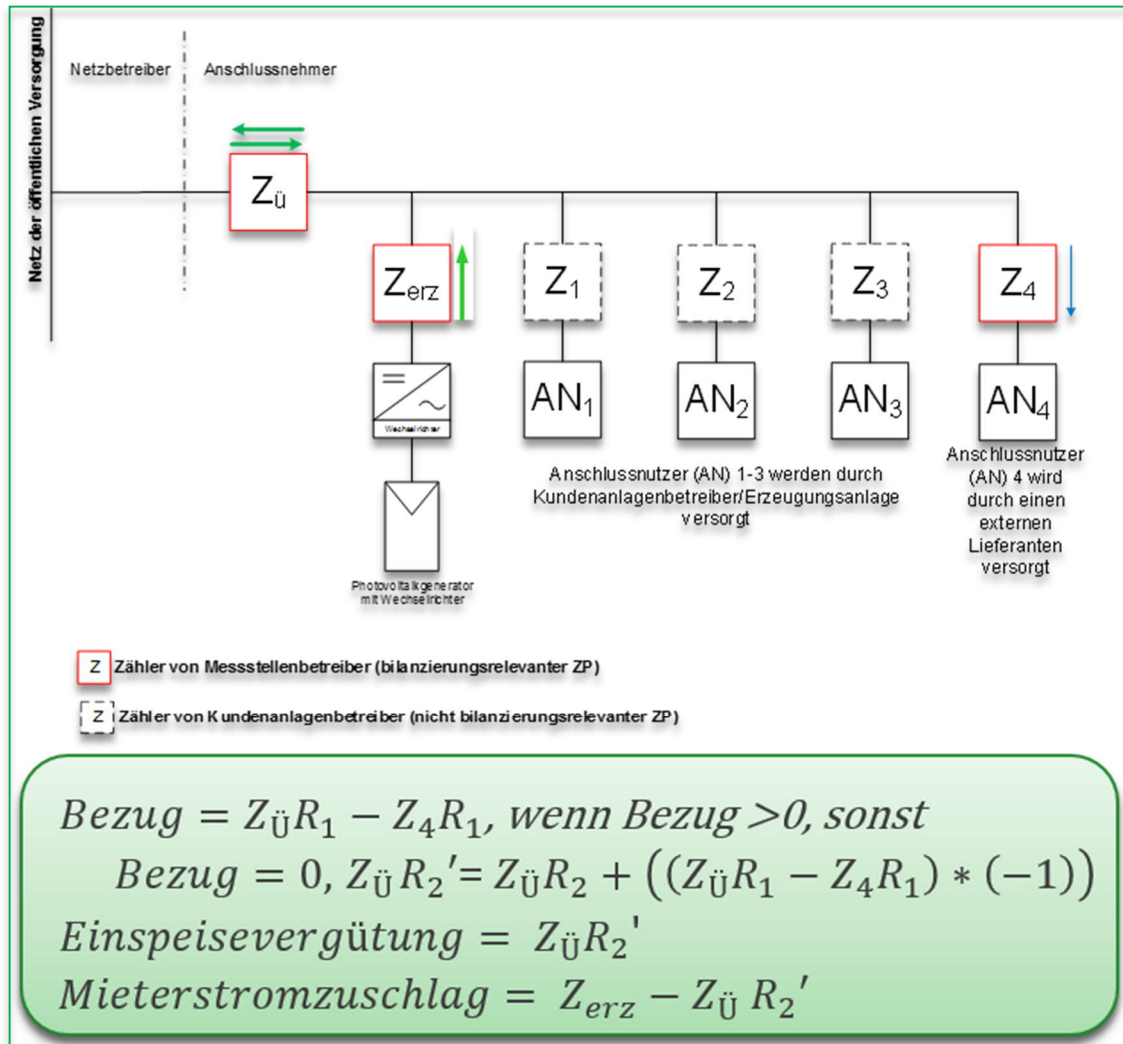 Netz der öffentlichen Versorgung
Netzbetreiber
Anschlussnehmer
Zü
Zerz
Z1
Z2
Z3
Z4
Wechselrichter
AN1
AN2
AN3
AN4
Anschlussnutzer (AN) 1-3 werden durch
Kundenanlagenbetreiber/Erzeugungsanlage
versorgt
Anschlussnutzer
(AN) 4 wird
durch einen
externen
Lieferanten
versorgt
Photovoltaikgenerator
mit Wechselrichter
Z Zähler von Messstellenbetreiber (bilanzierungsrelevanter ZP)
Z Zähler von Kundenanlagenbetreiber (nicht bilanzierungsrelevanter ZP)
Bezug = ZÜR1 − Z4R1, wenn Bezug >0, sonst
Bezug = 0, ZÜR2′= ZÜR2 + ((ZÜR1 − Z4R1) ∗ (−1))
Einspeisevergütung = ZÜR2'
Mieterstromzuschlag = Zerz − ZÜ R2′